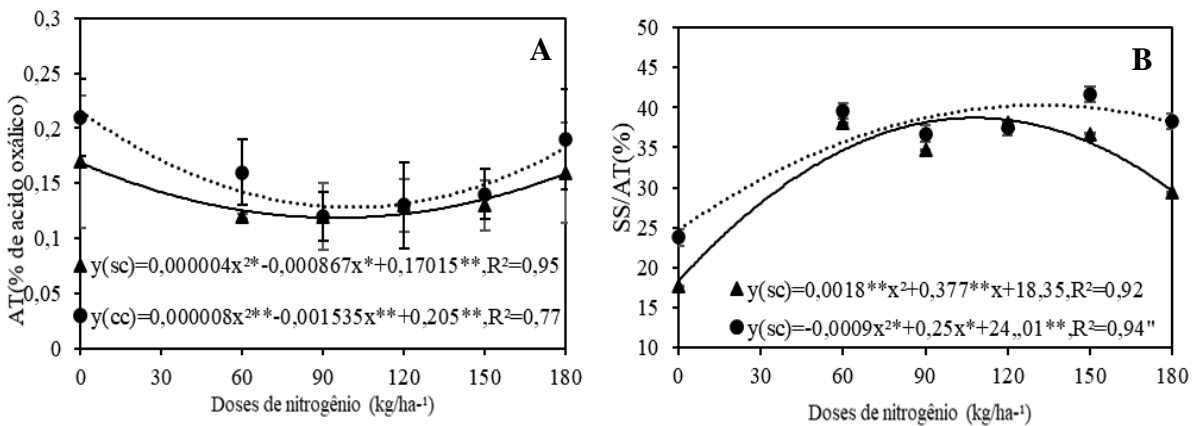 0,3
0,25
0,2
0,15
0,1
0,05
0
AT(% de acido oxálico)
A
y(sc)=0,000004x²*-0,000867x*+0,17015**,R²=0,95
y(cc)=0,000008x²**-0,001535x**+0,205**,R²=0,77
0 30 60 90 120 150 180
Doses de nitrogênio (kg/ha-¹)
50
45
40
35
30
25
20
15
10
SS/AT(%)
B
y(sc)=0,0018**x²+0,377**x+18,35,R²=0,92
y(sc)=-0,0009x²*+0,25x*+24,,01**,R²=0,94"
0 30 60 90 120 150 180
Doses de nitrogênio (kg/ha-¹)